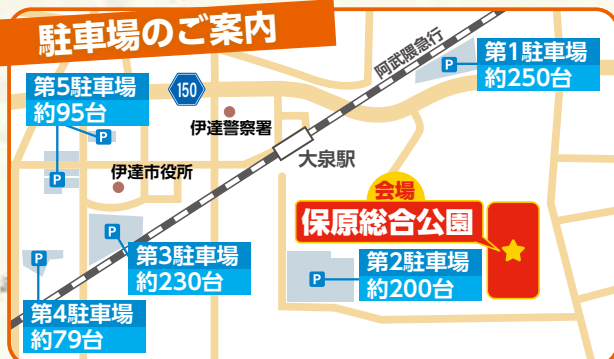 駐車場のご案内
阿武隈急行
第1駐車場
約250台
P
第5駐車場
約95台
P
P
150
伊達警察署
大泉駅
伊達市役所
会場
保原総合公園
第2駐車場
約200台
P
第3駐車場
約230台
P
第4駐車場
約79台
P